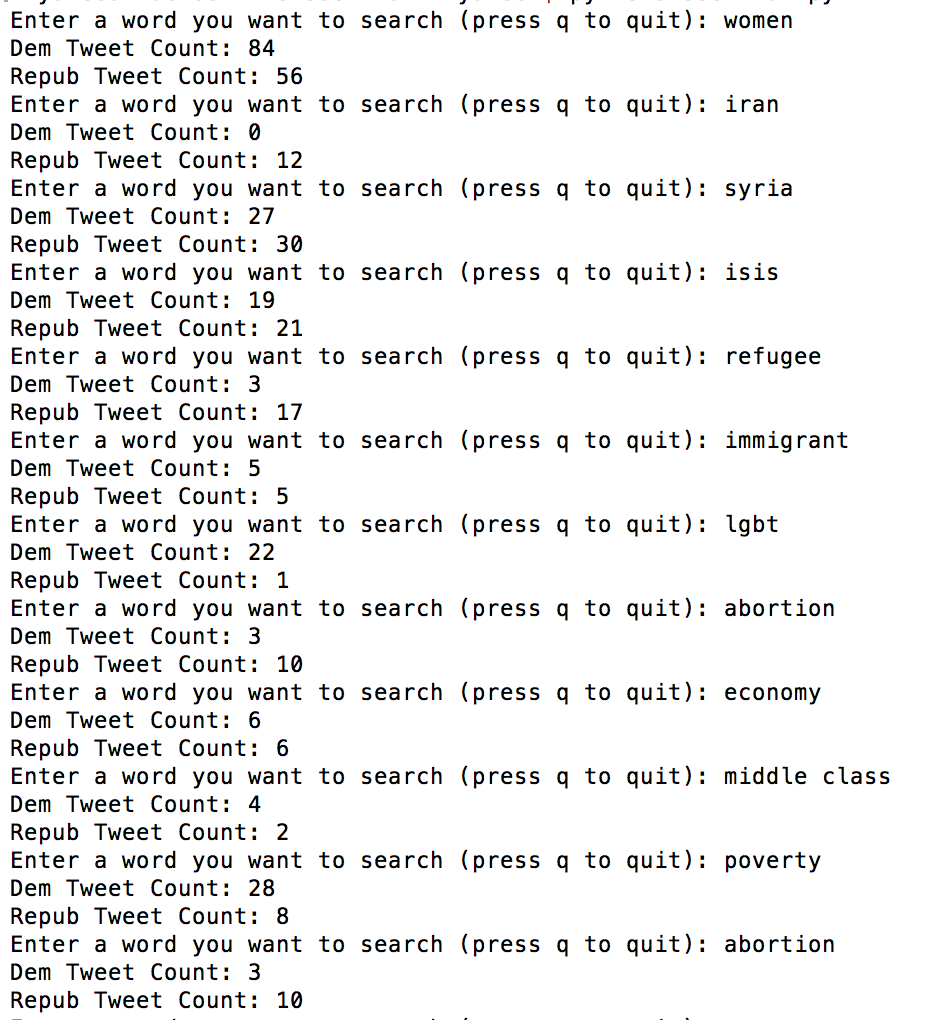 Enter a word you want to search (press q to quit): women
Dem Tweet Count: 84
Repub Tweet Count: 56
Enter a word you want to search (press q to quit): iran
Dem Tweet Count: 0
Repub Tweet Count: 12
Enter a word you want to search (press q to quit): syria
Dem Tweet Count: 27
Repub Tweet Count: 30
Enter a word you want to search (press q to quit): isis
Dem Tweet Count: 19
Repub Tweet Count: 21
Enter a word you want to search (press q to quit): refugee
Dem Tweet Count: 3
Repub Tweet Count: 17
Enter a word you want to search (press q to quit): immigrant
Dem Tweet Count: 5
Repub Tweet Count: 5
Enter a word you want to search (press q to quit): lgbt
Dem Tweet Count: 22
Repub Tweet Count: 1
Enter a word you want to search (press q to quit): abortion
Dem Tweet Count: 3
Repub Tweet Count: 10
Enter a word you want to search (press q to quit): economy
Dem Tweet Count: 6
Repub Tweet Count: 6
Enter a word you want to search (press q to quit): middle class
Dem Tweet Count: 4
Repub Tweet Count: 2
Enter a word you want to search (press q to quit): poverty
Dem Tweet Count: 28
Repub Tweet Count: 8
Enter a word you want to search (press q to quit): abortion
Dem Tweet Count: 3
Repub Tweet Count: 10